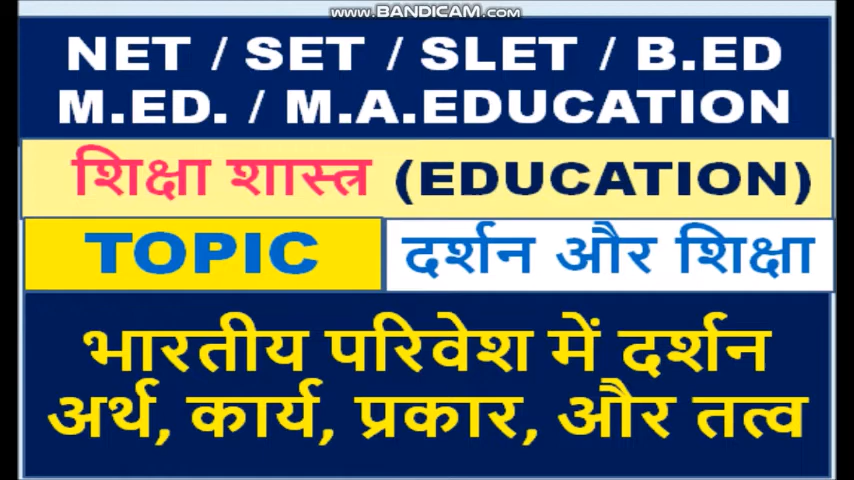 WWW.BANDICAM.COM
NET / SET / SLET / B.ED
M.ED. / M.A.EDUCATION
शिक्षा शास्त्र (EDUCATION)
TOPIC दर्शन और शिक्षा
भारतीय परिवेश में दर्शन
अर्थ, कार्य, प्रकार, और तत्व